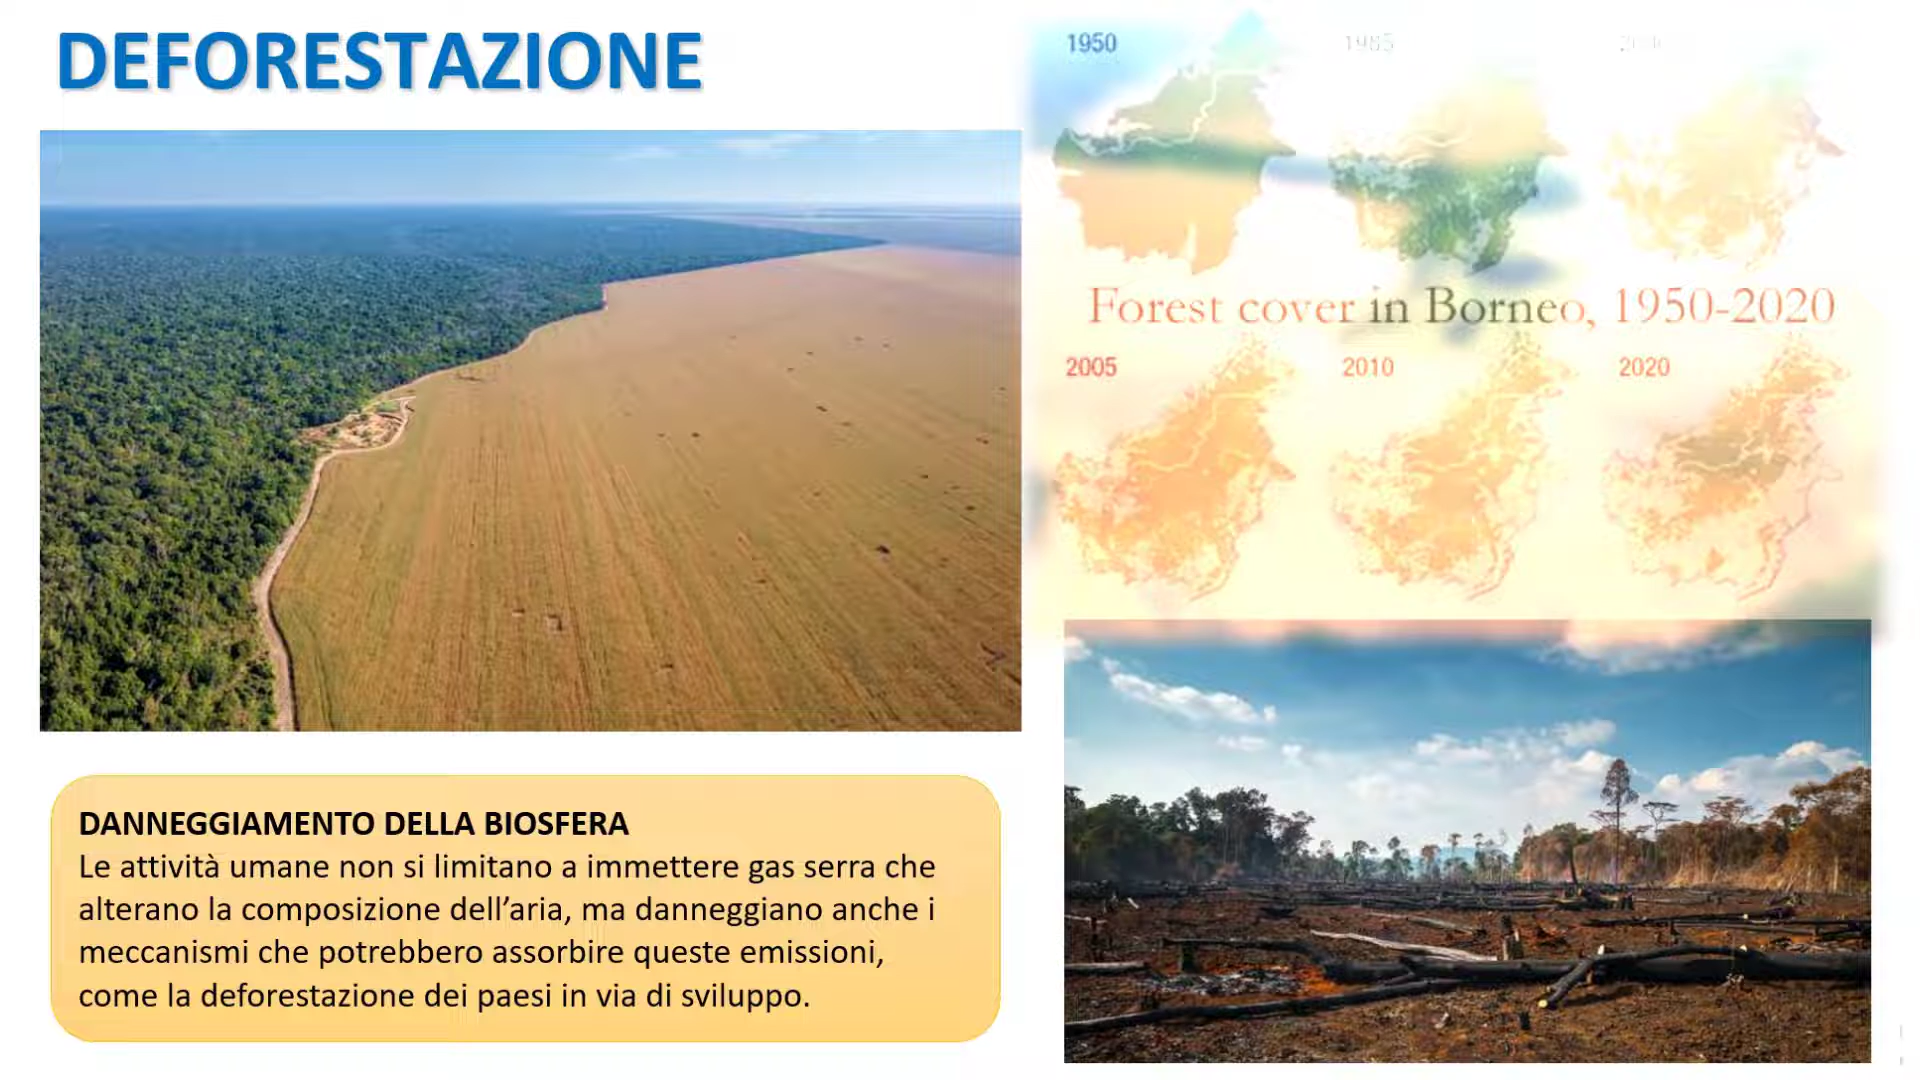 DEFORESTAZIONE
1950
1985
Forest cover in Borneo, 1950-2020
2005
2010
2020
DANNEGGIAMENTO DELLA BIOSFERA
Le attività umane non si limitano a immettere gas serra che
alterano la composizione dell’aria, ma danneggiano anche i
meccanismi che potrebbero assorbire queste emissioni,
come la deforestazione dei paesi in via di sviluppo.